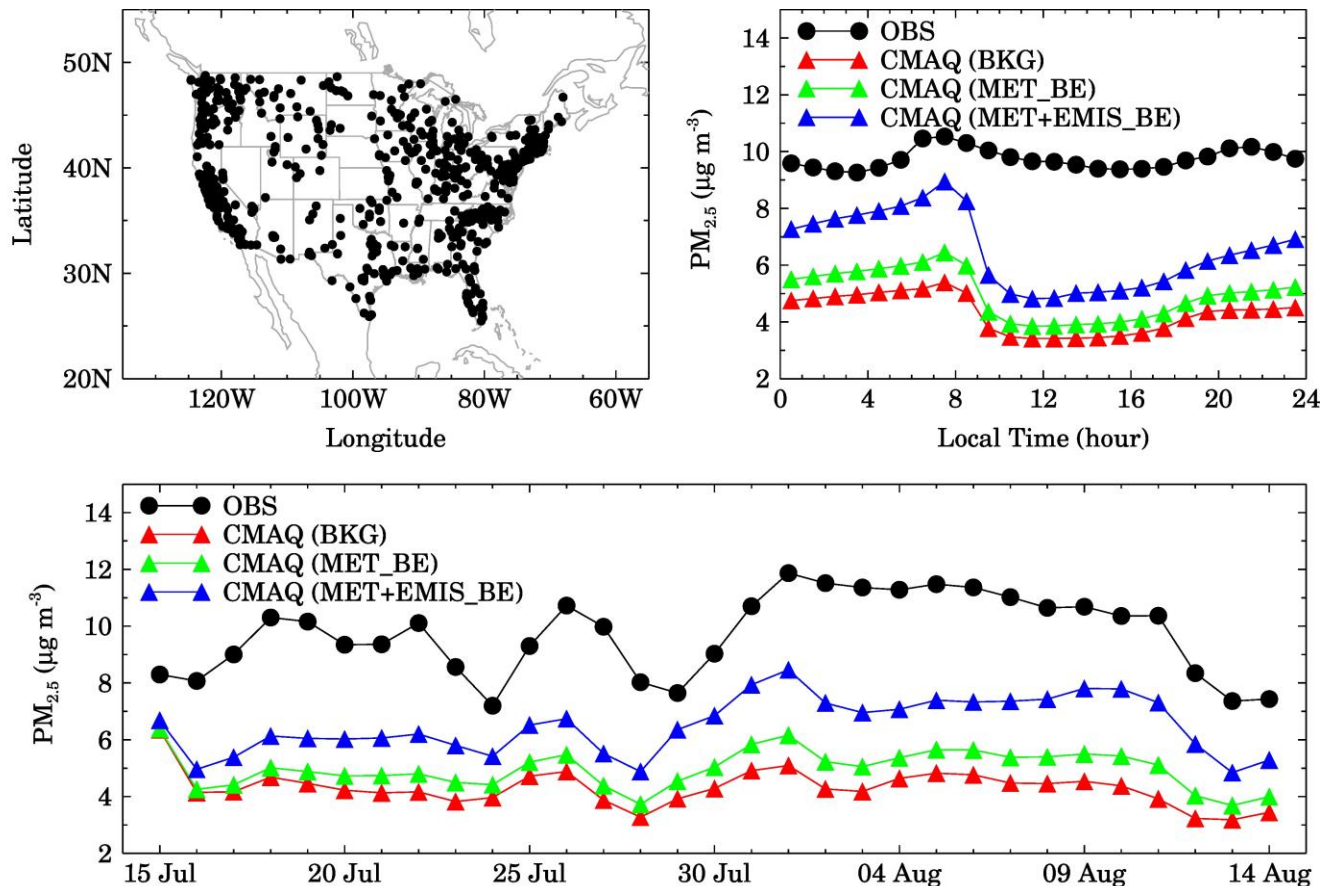 50N
40N
30N
20N
Latitude
120W 100W 80W 60W
Longitude
14
12
10
8
6
4
2
PM2.5 (μg m-3)
OBS
CMAQ (BKG)
CMAQ (MET_BE)
CMAQ (MET+EMIS_BE)
0 4 8 12 16 20 24
Local Time (hour)
14
12
10
8
6
4
2
PM2.5 (μg m-3)
OBS
CMAQ (BKG)
CMAQ (MET_BE)
CMAQ (MET+EMIS_BE)
15 Jul 20 Jul 25 Jul 30 Jul 04 Aug 09 Aug 14 Aug